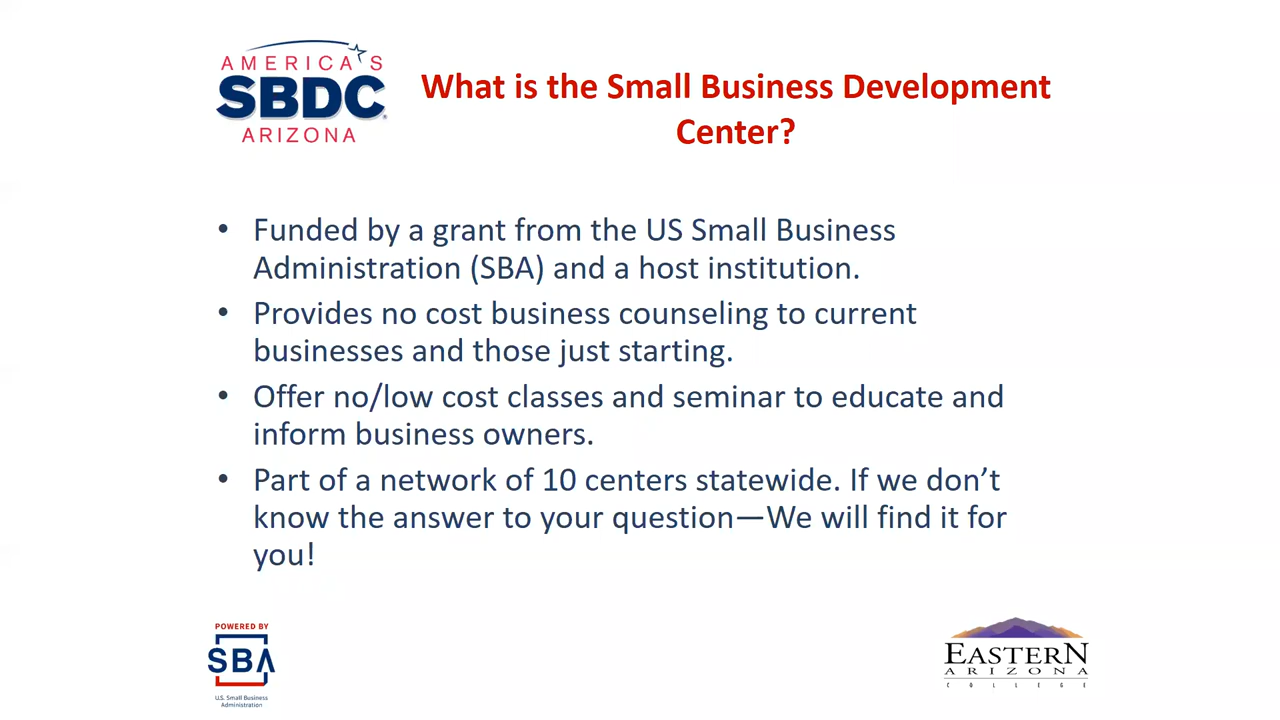 AMERICA'S
SBDC
ARIZONA
What is the Small Business Development
Center?
• Funded by a grant from the US Small Business
Administration (SBA) and a host institution.
• Provides no cost business counseling to current
businesses and those just starting.
• Offer no/low cost classes and seminar to educate and
inform business owners.
• Part of a network of 10 centers statewide. If we don’t
know the answer to your question—We will find it for
you!
POWERED BY
SBA
U.S. Small Business
Administration
EASTERN
ARIZONA
COLLEGE